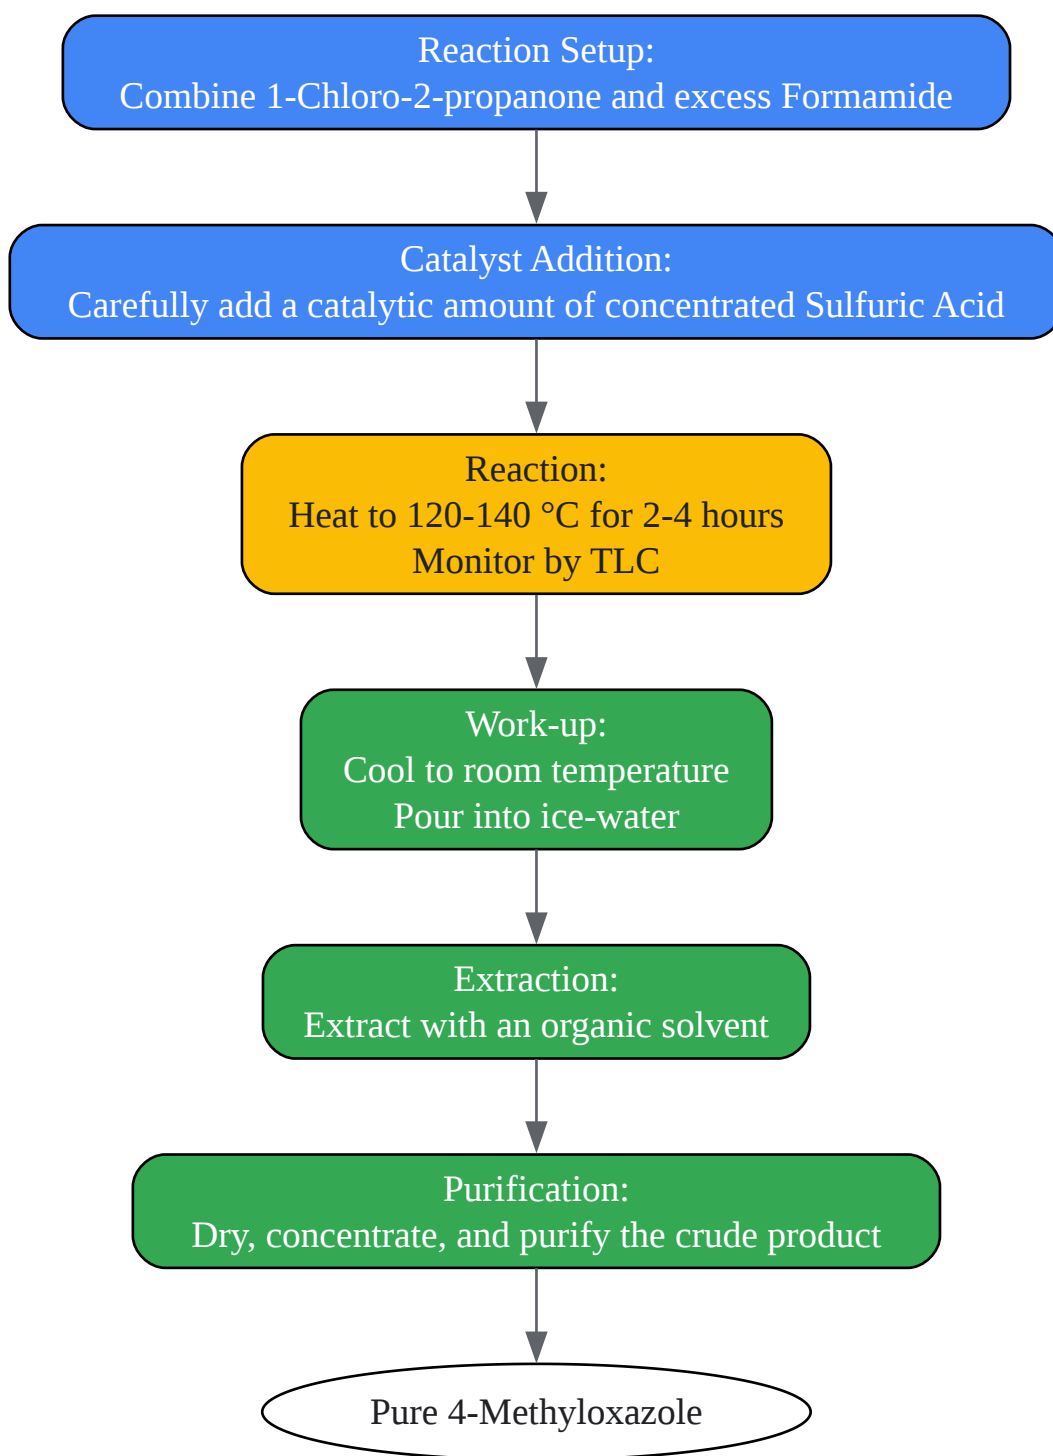 Reaction Setup:
Combine 1-Chloro-2-propanone and excess Formamide
Catalyst Addition:
Carefully add a catalytic amount of concentrated Sulfuric Acid
Reaction:
Heat to 120-140 °C for 2-4 hours
Monitor by TLC
Work-up:
Cool to room temperature
Pour into ice-water
Extraction:
Extract with an organic solvent
Purification:
Dry, concentrate, and purify the crude product
Pure 4-Methyloxazole